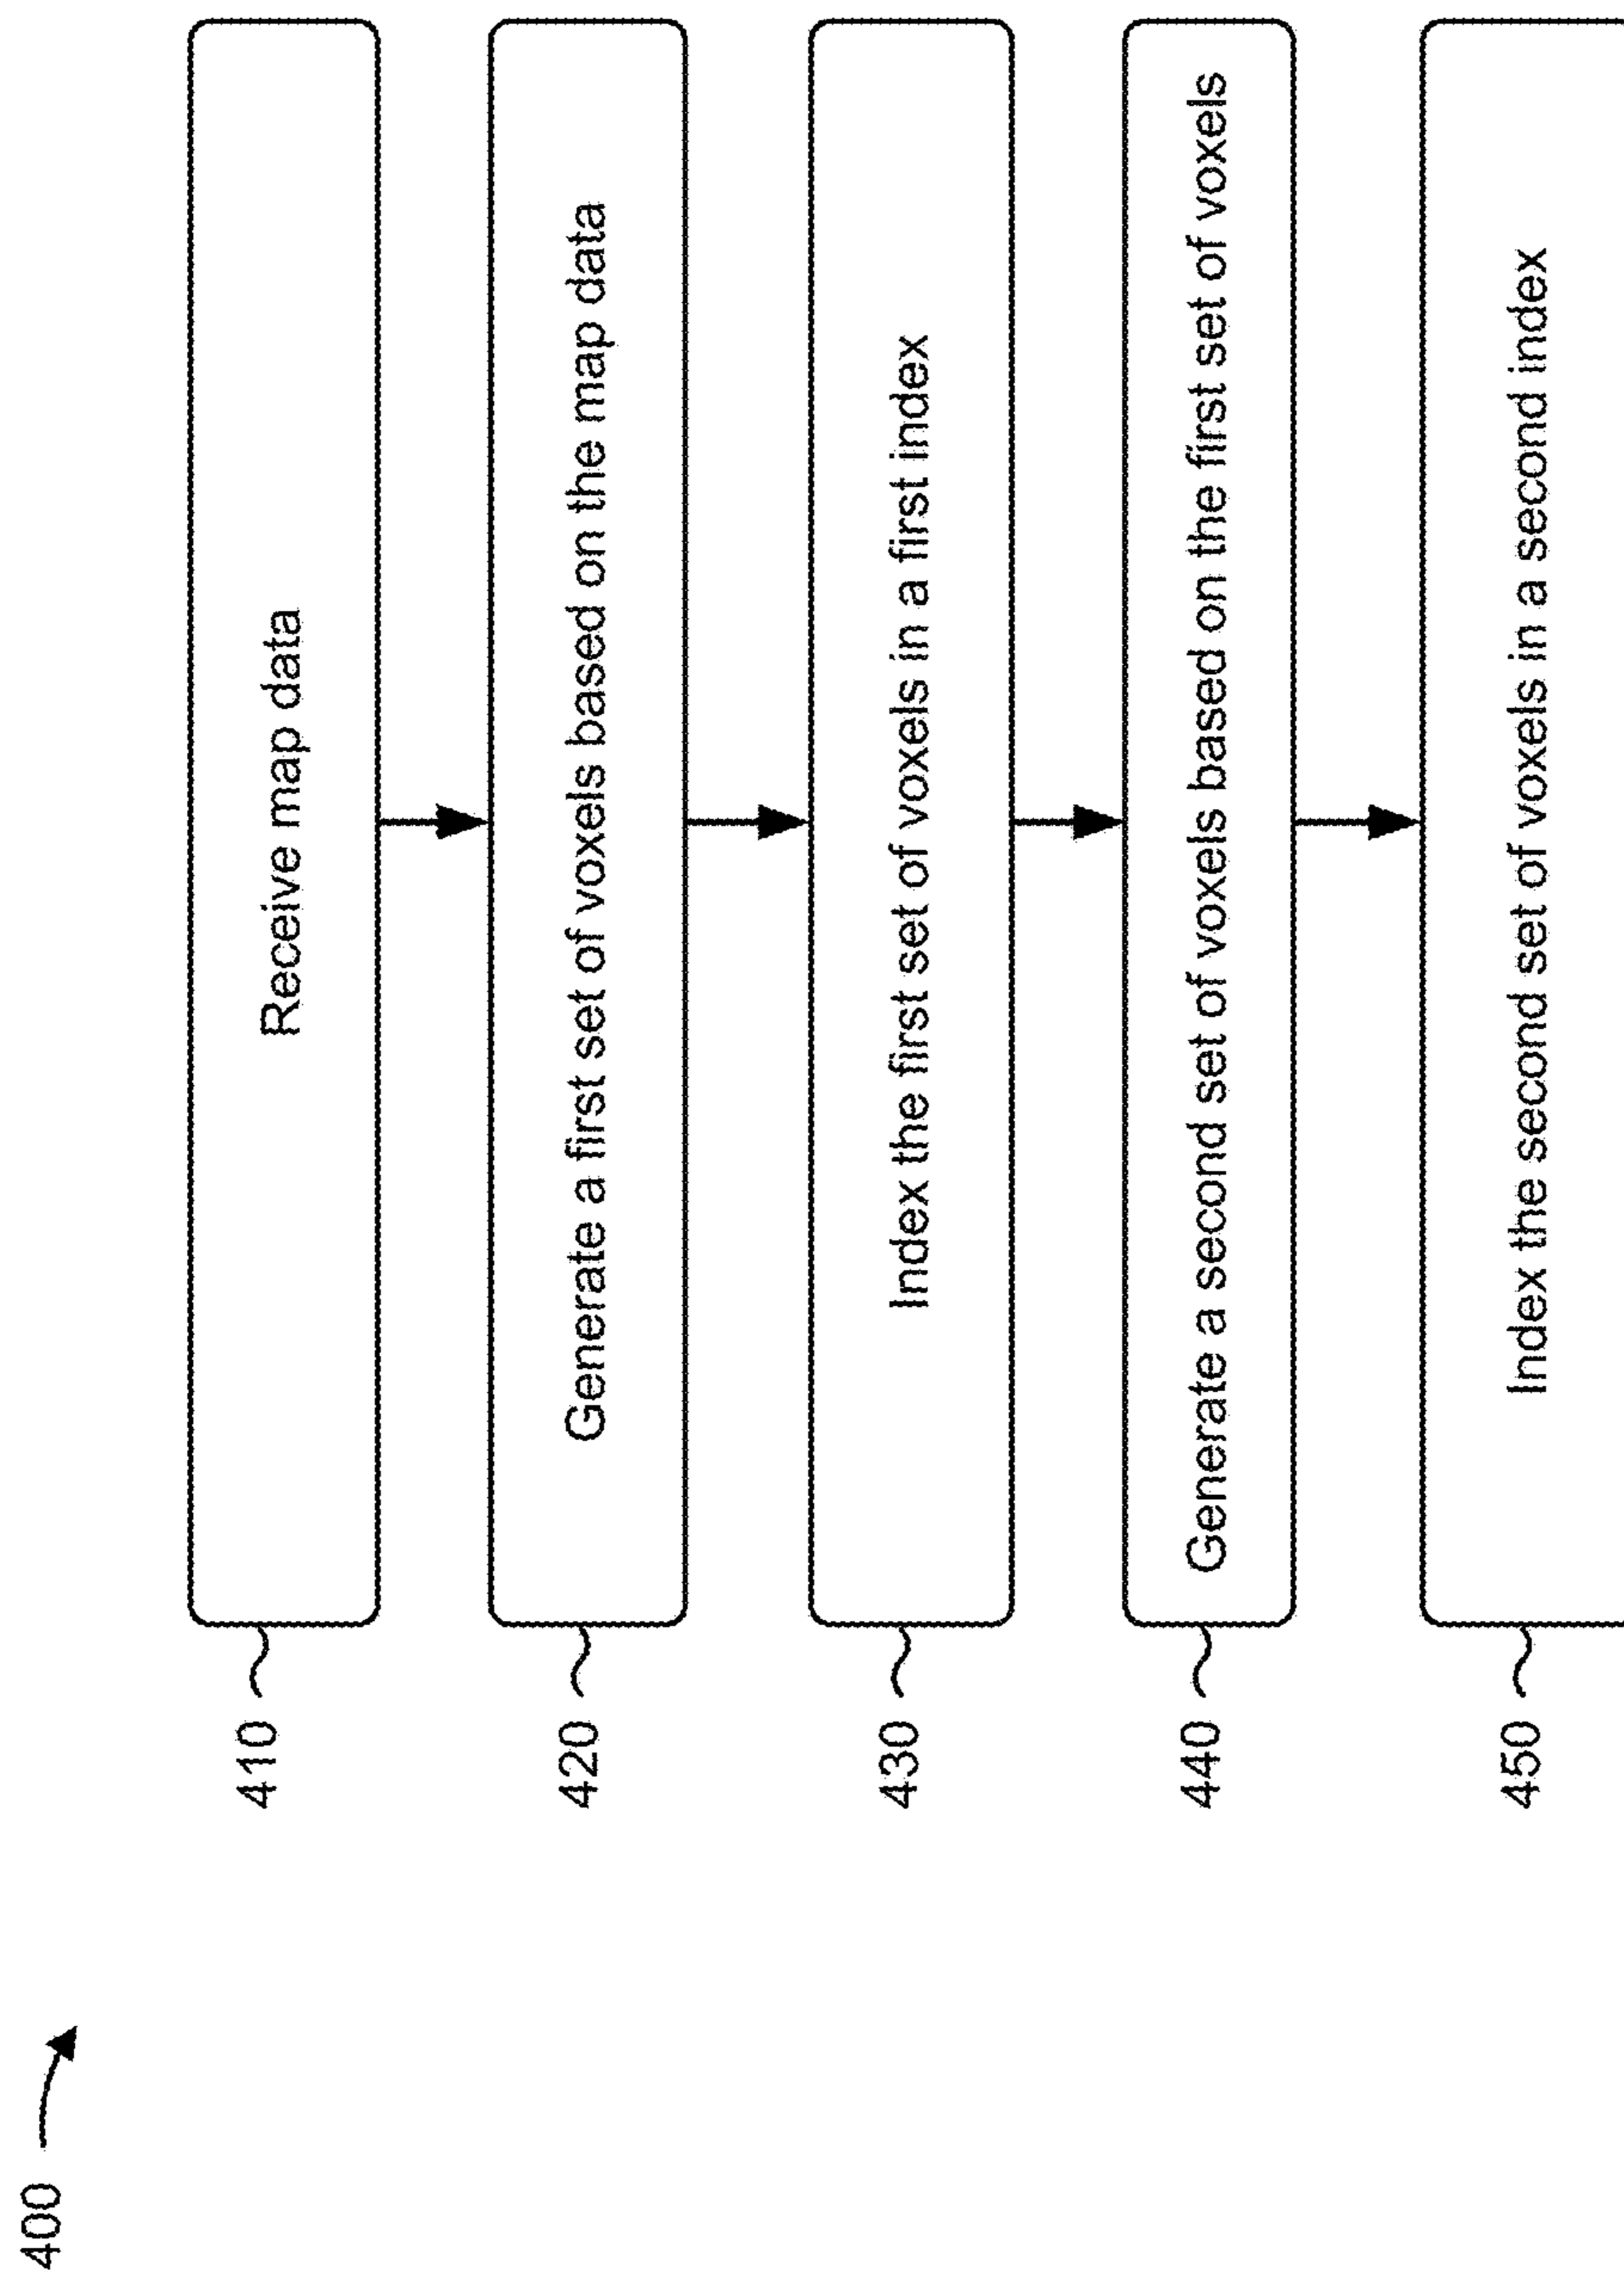 400
410
Receive map data
420
Generate a first set of voxels based on the map data
430
Index the first set of voxels in a first index
440
Generate a second set of voxels based on the first set of voxels
450
Index the second set of voxels in a second index